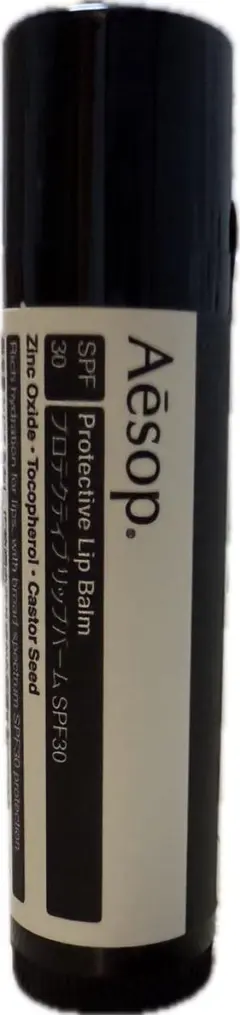 Aēsop®
SPF
30
Protective Lip Balm
プロテクティブ リップバーム SPF30
Zinc Oxide • Tocopherol • Castor Seed
Rich hydration for lips, with broad spectrum SPF30 protection